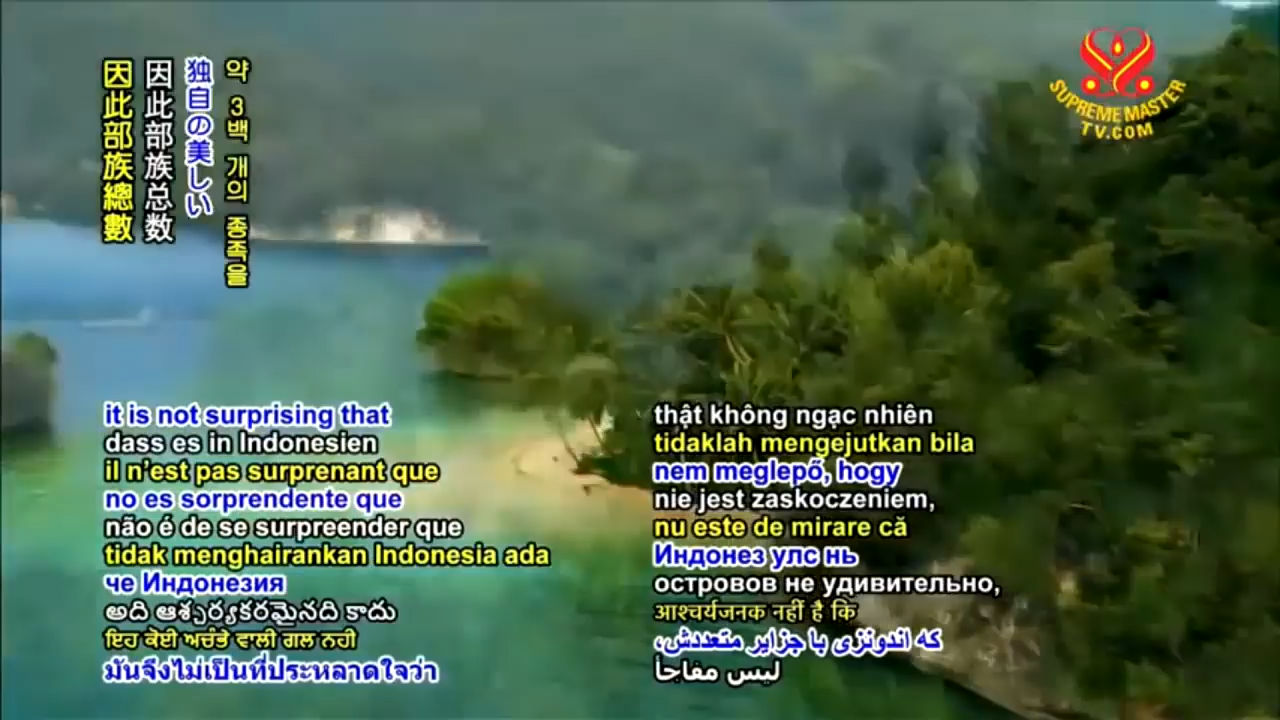 약 3백 개의 종족을
独自の美しい
因此部族总数
因此部族總數
SUPREME MASTER
TV.COM
it is not surprising that
dass es in Indonesien
il n'est pas surprenant que
no es sorprendente que
não é de se surpreender que
tidak menghairankan Indonesia ada
че Индонезия
అది ఆశ్చర్యకరమైనది కాదు
ਇਹ ਕੋਈ ਅਚੰਭੇ ਵਾਲੀ ਗਲ ਨਹੀ
มันจึงไม่เป็นที่ประหลาดใจว่า
thật không ngạc nhiên
tidaklah mengejutkan bila
nem meglepő, hogy
nie jest zaskoczeniem,
nu este de mirare că
Индонез улс нь
островов не удивительно,
आश्चर्यजनक नहीं है कि
که اندونزی با جزایر متعددش،
ليس مفاجأ